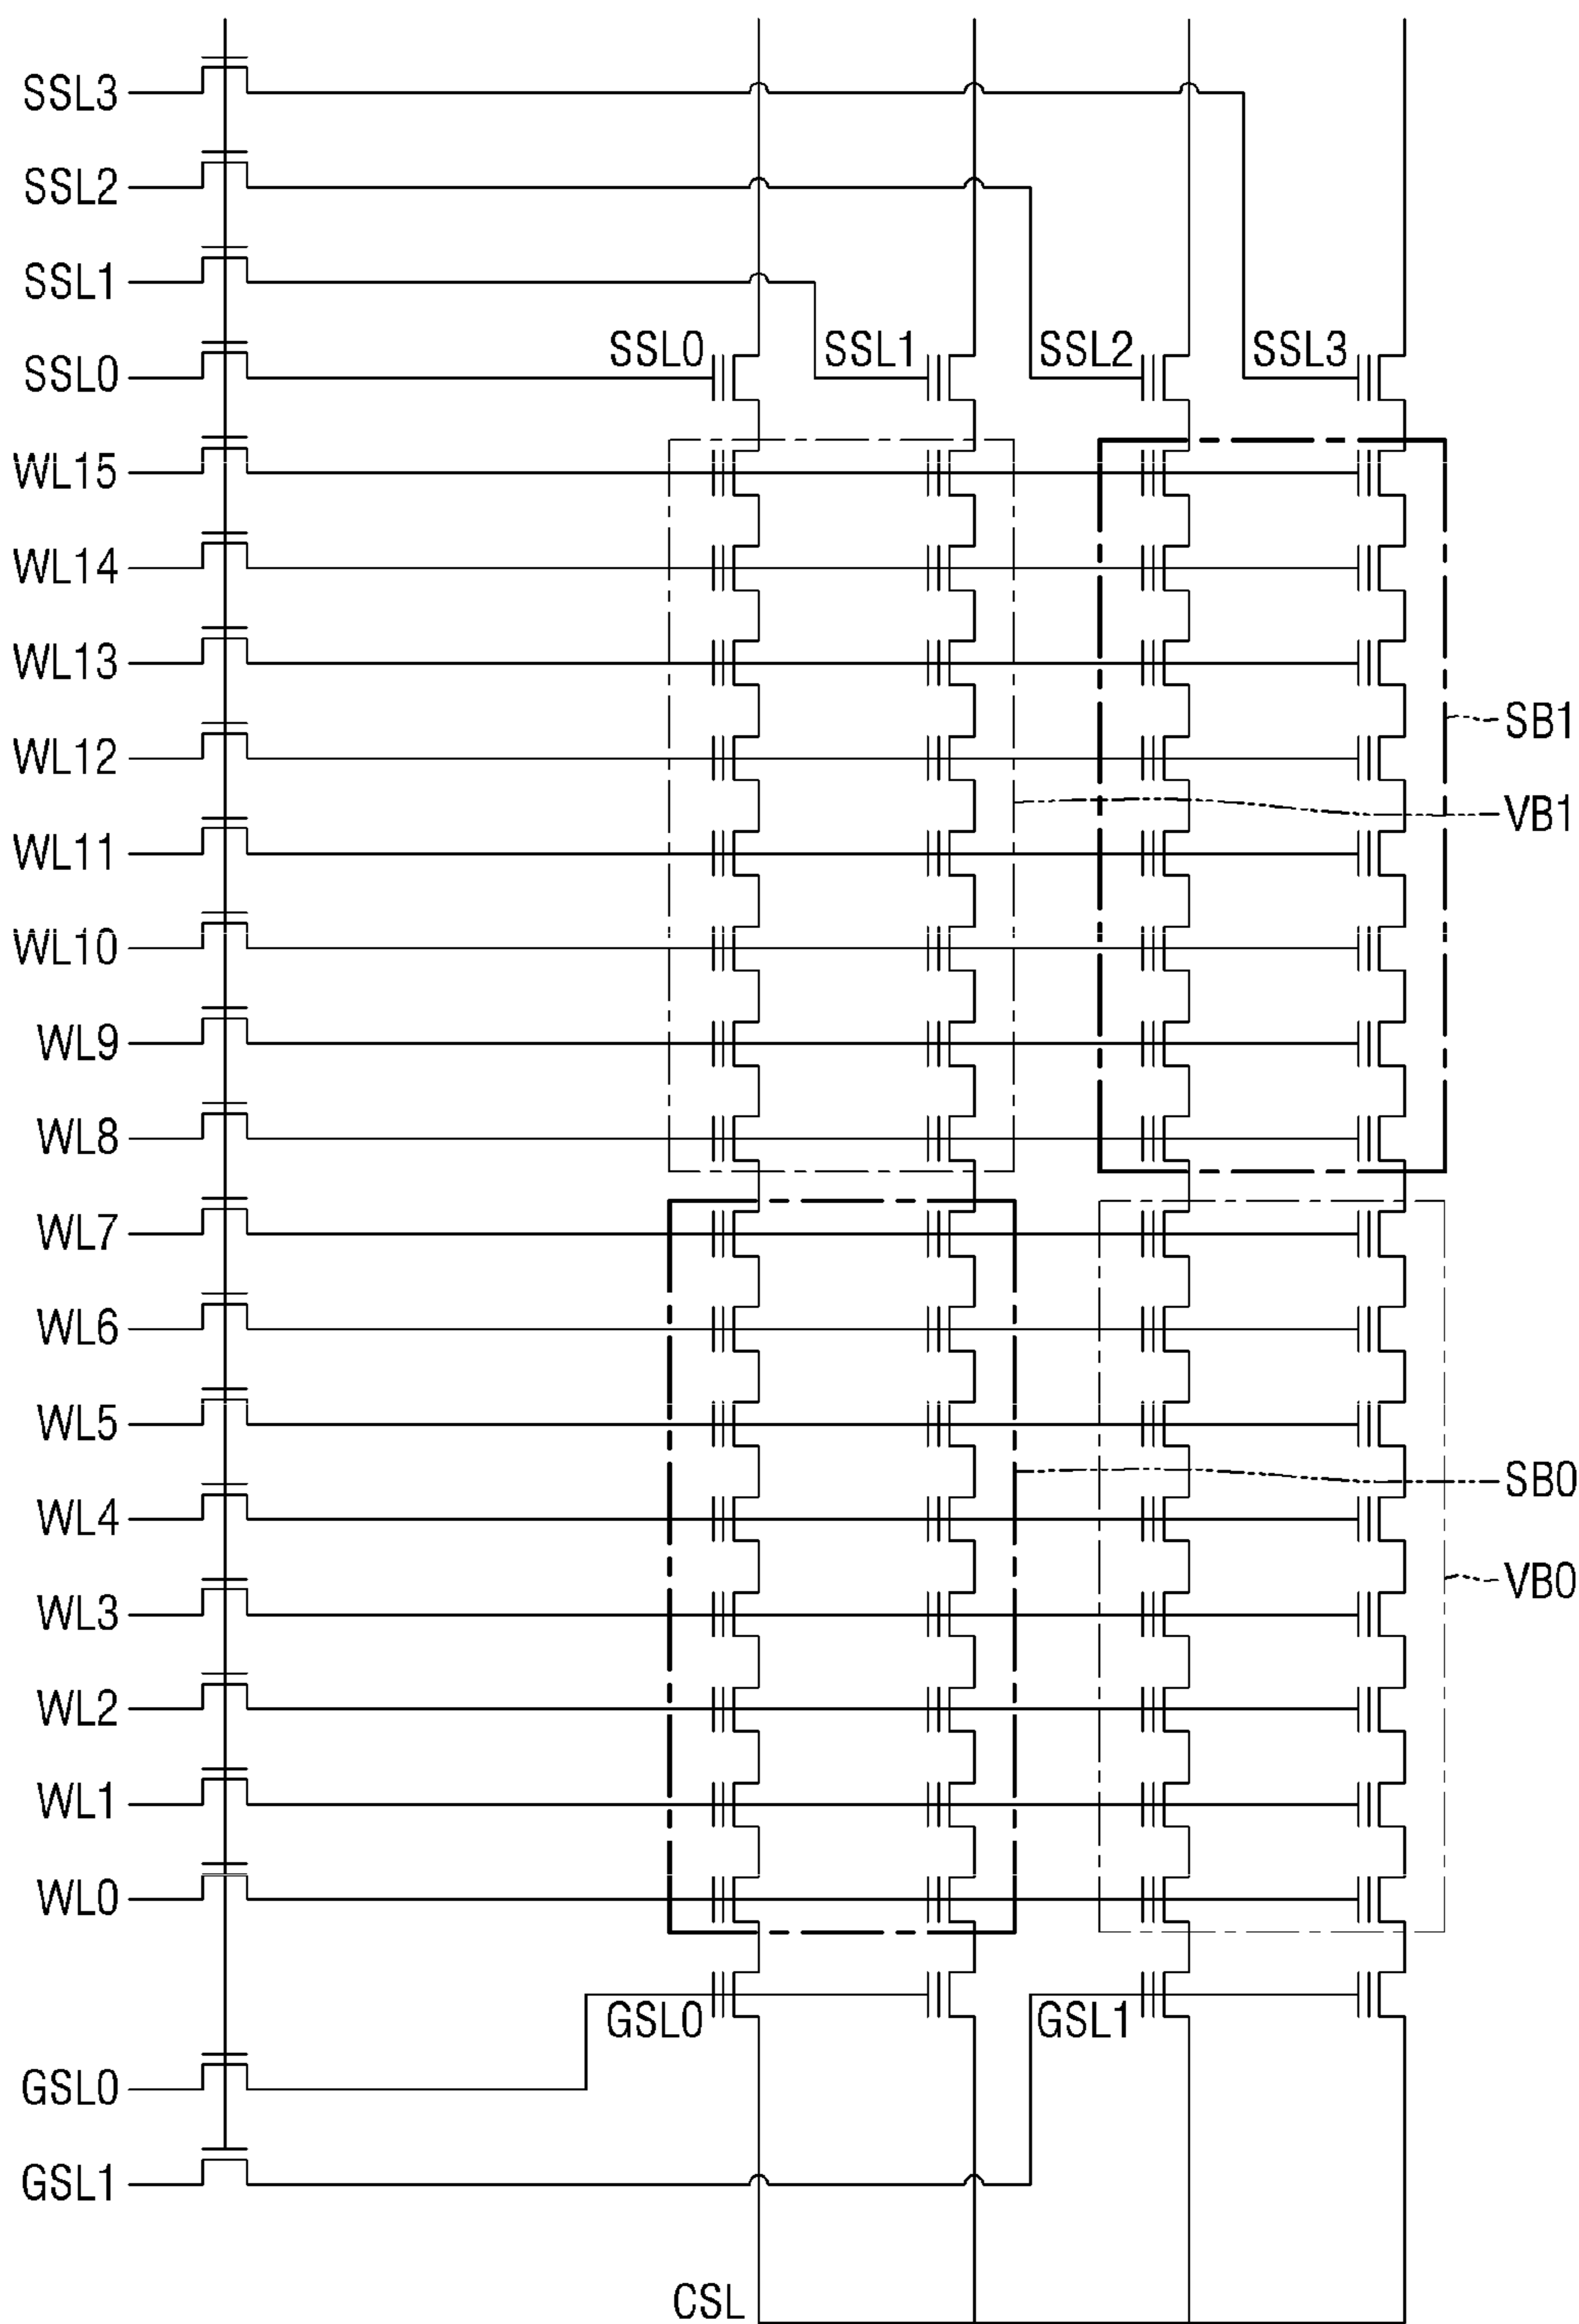 SSL3
SSL2
SSL1
SSL0 SSL0 SSL1 SSL2 SSL3
WL15
WL14
WL13
SB1
WL12
VB1
WL11
WL10
WL9
WL8
WL7
WL6
WL5
SB0
WL4
VB0
WL3
WL2
WL1
WL0
GSL0 GSL1
GSL0
GSL1
CSL